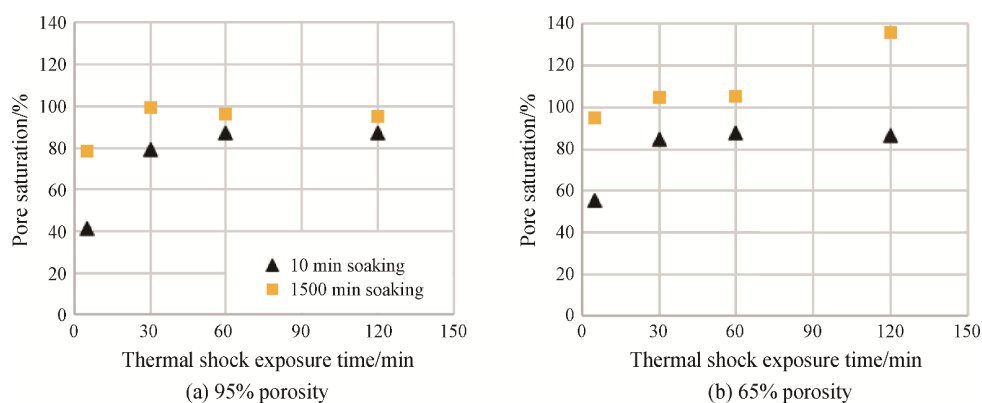 140
120
100
80
60
40
20
0
Pore saturation/%
10 min soaking
1500 min soaking
0 30 60 90 120 150
Thermal shock exposure time/min
(a) 95% porosity
140
120
100
80
60
40
20
0
Pore saturation/%
0 30 60 90 120 150
Thermal shock exposure time/min
(b) 65% porosity